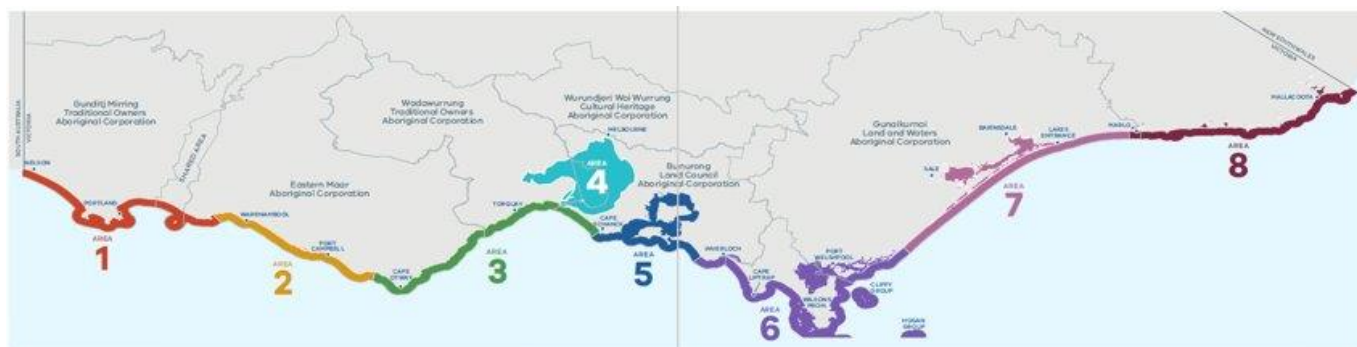 SOUTH AUSTRALIA
VICTORIA
NELSON
Gunditj Mirring
Traditional Owners
Aboriginal Corporation
PORTLAND
AREA
1
SHARED AREA
Eastern Maar
Aboriginal Corporation
WARRNAMBOOL
PORT
CAMPBELL
AREA
2
CAPE
OTWAY
Wadawurrung
Traditional Owners
Aboriginal Corporation
TORQUAY
AREA
3
Wurundjeri Woi Wurrung
Cultural Heritage
Aboriginal Corporation
MELBOURNE
AREA
4
Bunurong
Land Council
Aboriginal Corporation
CAPE
SCHANCK
AREA
5
INVERLOCH
CAPE
LIPTRAP
AREA
6
PORT
WELSHPOOL
WILSONS
PROM
CLIFFY
GROUP
HOGAN
GROUP
Gunaikurnai
Land and Waters
Aboriginal Corporation
SALE
BAIRNSDALE
LAKES
ENTRANCE
AREA
7
MARLO
AREA
8
MALLACOOTA
NEW SOUTH WALES
VICTORIA